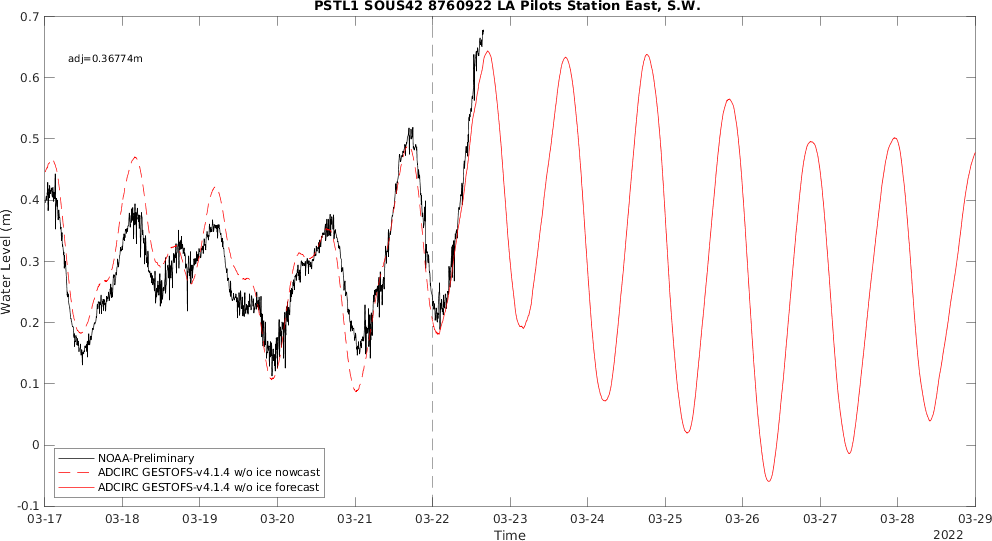 PSTL1 SOUS42 8760922 LA Pilots Station East, S.W.
adj=0.36774m
Water Level (m)
0.7
0.6
0.5
0.4
0.3
0.2
0.1
0
-0.1
NOAA-Preliminary
ADCIRC GESTOFS-v4.1.4 w/o ice nowcast
ADCIRC GESTOFS-v4.1.4 w/o ice forecast
03-17 03-18 03-19 03-20 03-21 03-22 03-23 03-24 03-25 03-26 03-27 03-28 03-29
Time
2022